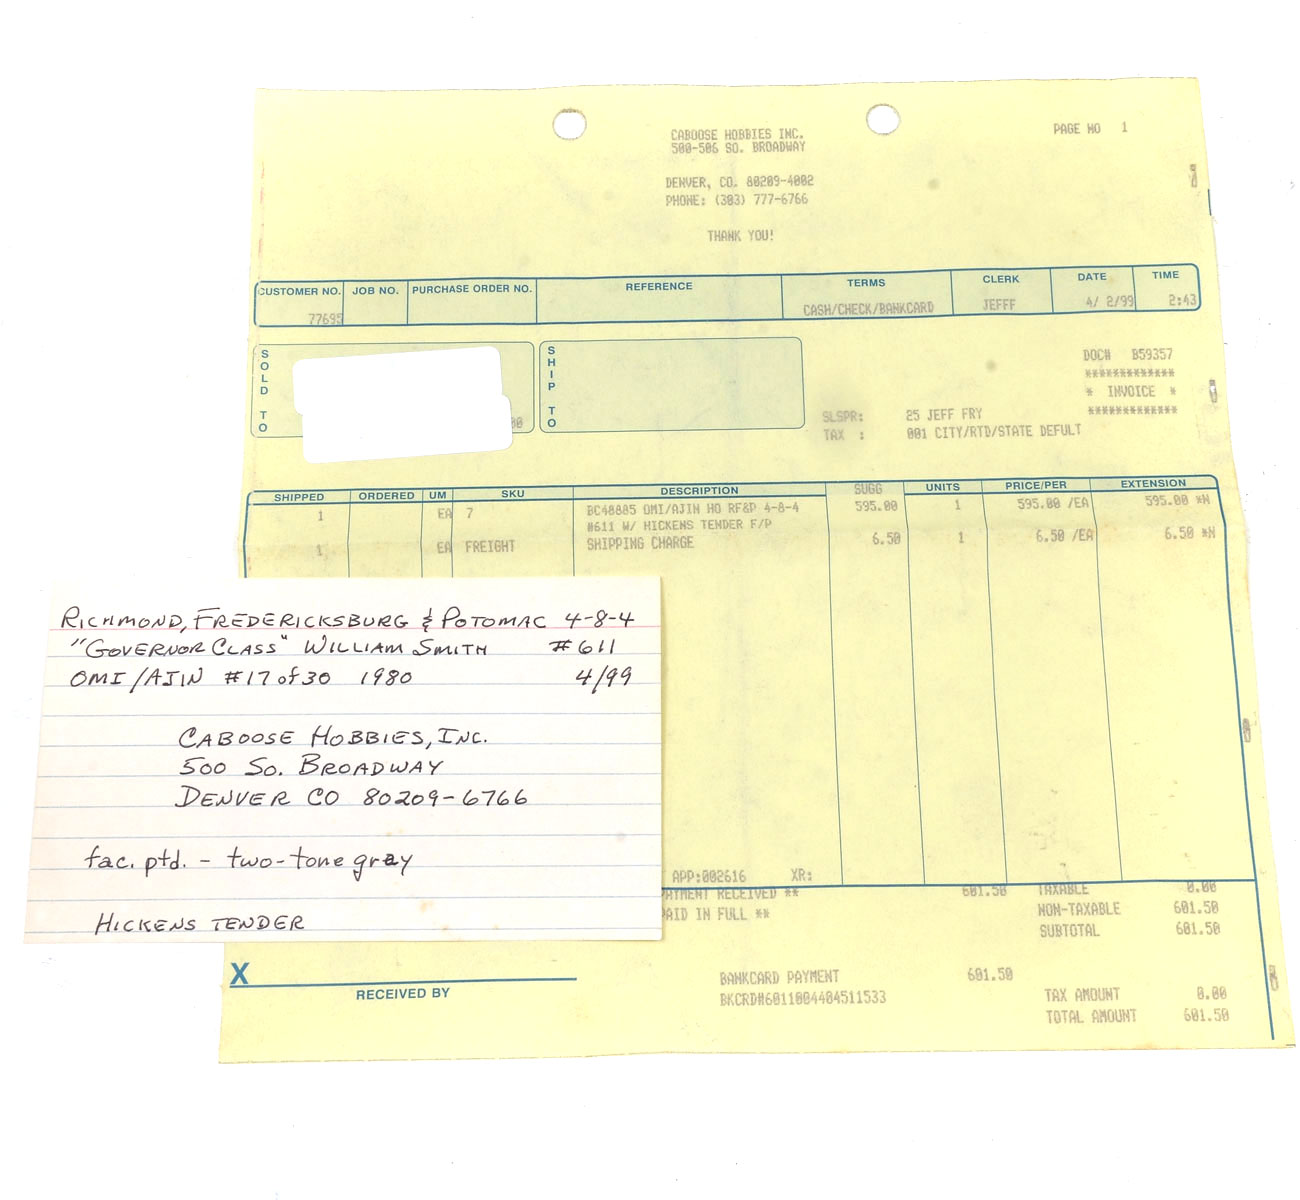 CABOOSE HOBBIES INC.
500-506 SO. BROADWAY
PAGE NO 1
DENVER, CO. 80209-4002
PHONE: (303) 777-6766
THANK YOU!
CUSTOMER NO. JOB NO. PURCHASE ORDER NO. REFERENCE TERMS CLERK DATE TIME
77695 CASH/CHECK/BANKCARD JEFFF 4/ 2/99 2:43
SOLD TO
SHIP TO
DOC# B59357
*************
* INVOICE *
*************
SLSPR: 25 JEFF FRY
TAX : 001 CITY/RTD/STATE DEFULT
SHIPPED ORDERED UM SKU DESCRIPTION SUGG UNITS PRICE/PER EXTENSION
1 EA 7 BC48885 OMI/AJIN HO RF&P 4-8-4 595.00 1 595.00 /EA 595.00 *N
#611 W/ HICKENS TENDER F/P
1 EA FREIGHT SHIPPING CHARGE 6.50 1 6.50 /EA 6.50 *N
RICHMOND, FREDERICKSBURG & POTOMAC 4-8-4
"GOVERNOR CLASS" WILLIAM SMITH #611
OMI/AJIN #17 of 30 1980 4/99
CABOOSE HOBBIES, INC.
500 SO. BROADWAY
DENVER CO 80209-6766
fac. ptd. - two-tone gray
HICKENS TENDER
APP:002616 XR:
PAYMENT RECEIVED ** 601.50 TAXABLE 0.00
PAID IN FULL ** NON-TAXABLE 601.50
SUBTOTAL 601.50
X
RECEIVED BY
BANKCARD PAYMENT 601.50
BKCRD#6011004404511533
TAX AMOUNT 0.00
TOTAL AMOUNT 601.50